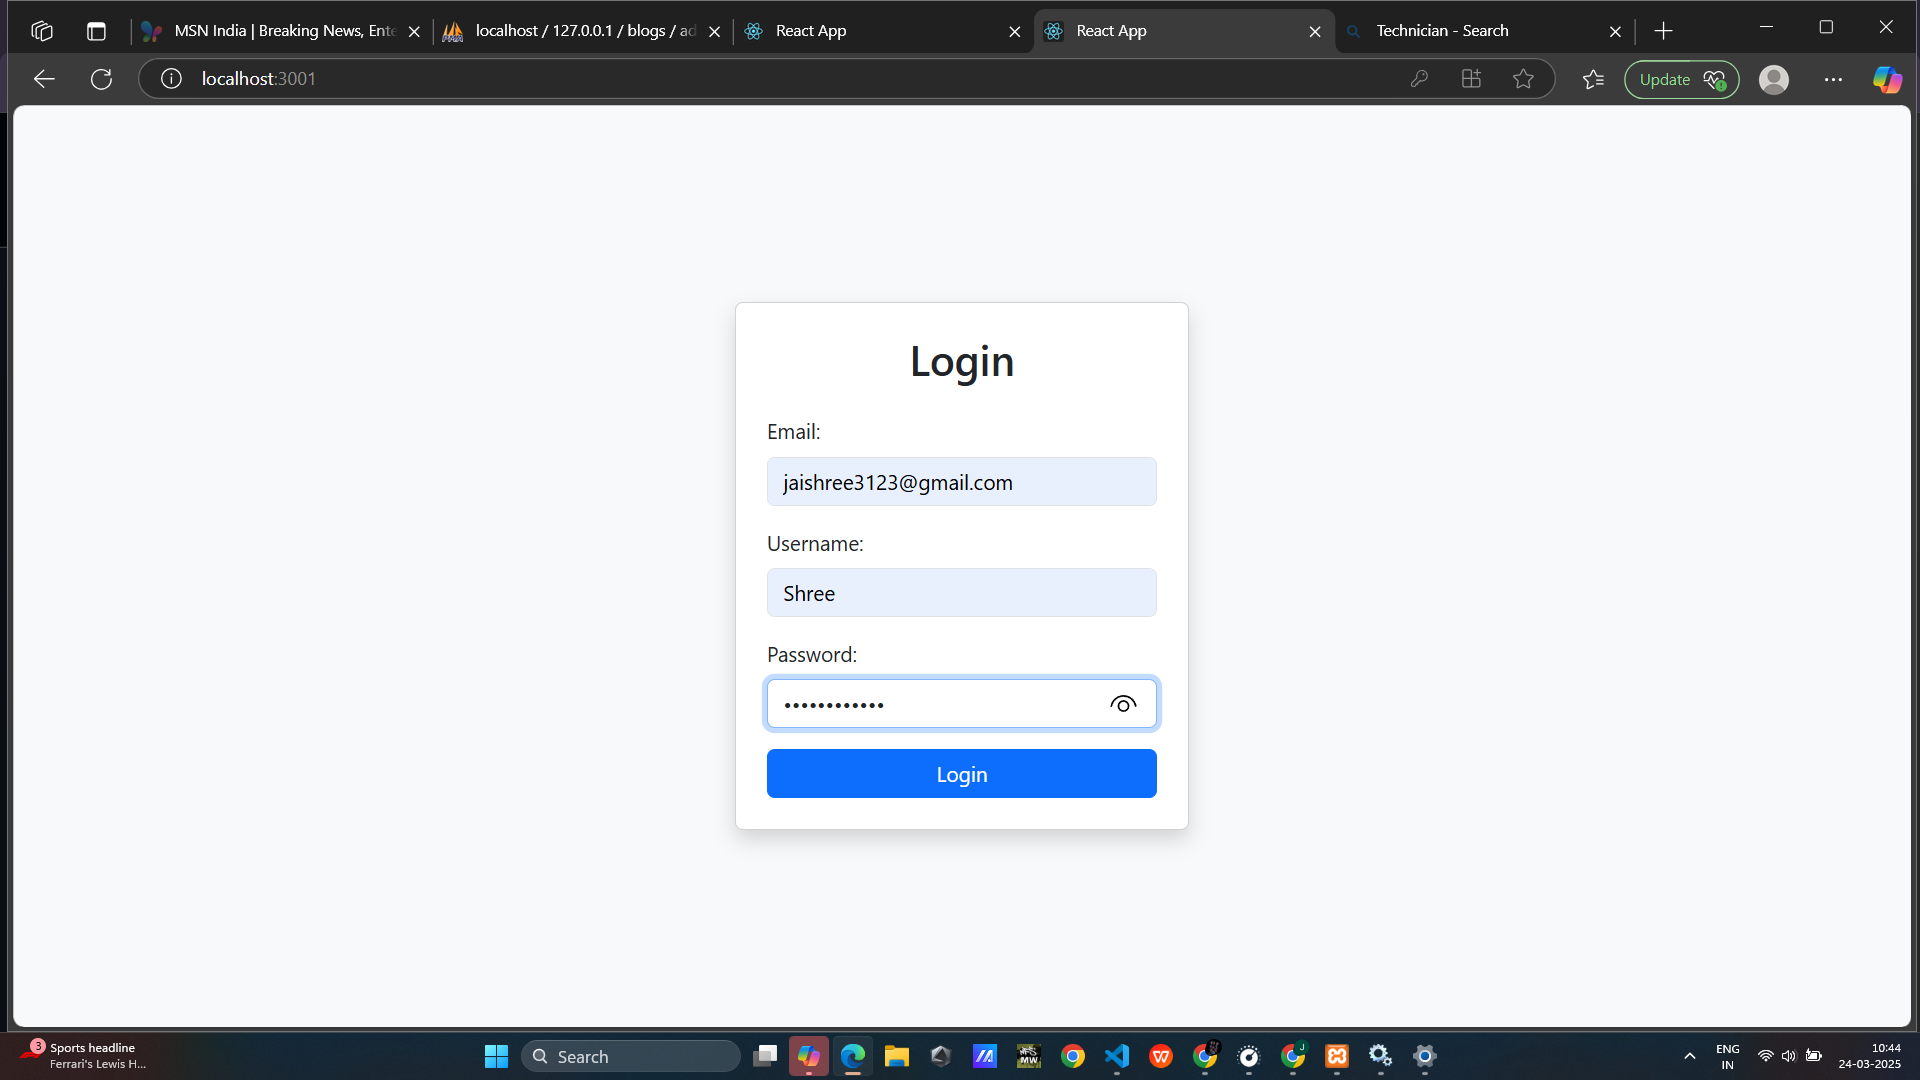 MSN India | Breaking News, Ente
localhost / 127.0.0.1 / blogs / ad
React App
React App
Technician - Search
localhost:3001
Update
Login
Email:
jaishree3123@gmail.com
Username:
Shree
Password:
••••••••••••
Login
3
Sports headline
Ferrari's Lewis H...
Search
ENG
IN
10:44
24-03-2025